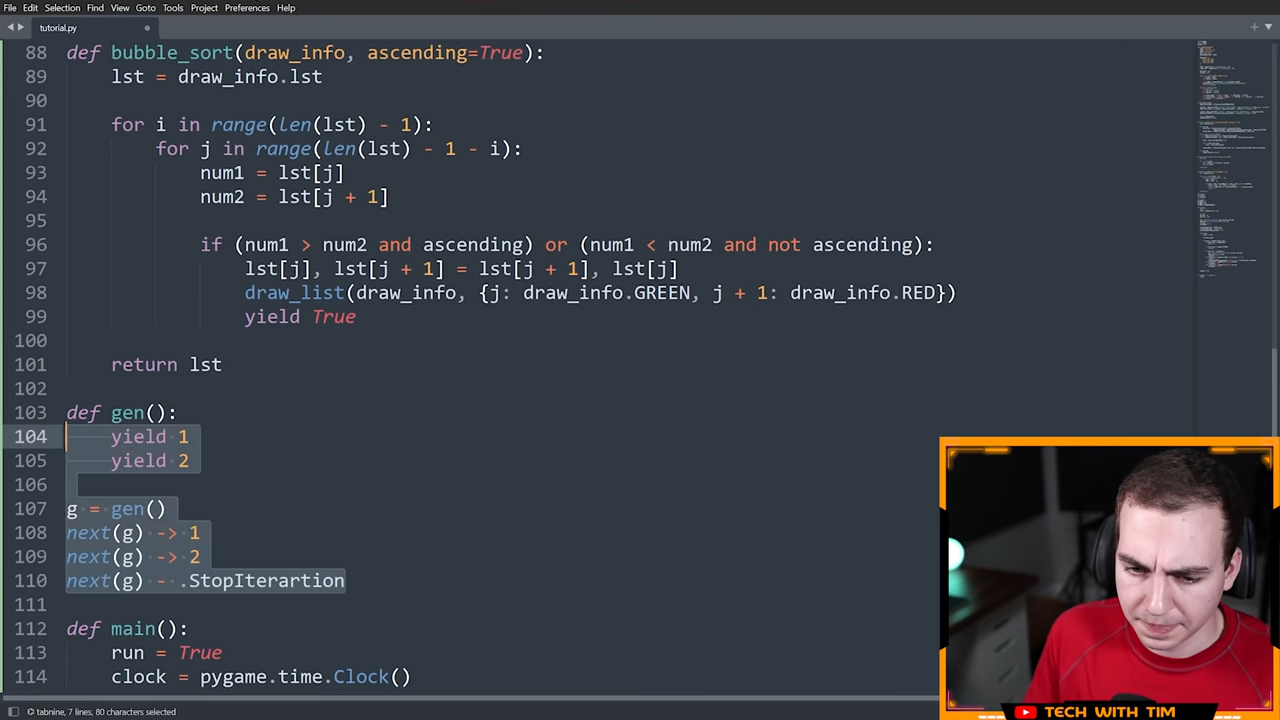 File Edit Selection Find View Goto Tools Project Preferences Help
tutorial.py
88 def bubble_sort(draw_info, ascending=True):
89 lst = draw_info.lst
90
91 for i in range(len(lst) - 1):
92 for j in range(len(lst) - 1 - i):
93 num1 = lst[j]
94 num2 = lst[j + 1]
95
96 if (num1 > num2 and ascending) or (num1 < num2 and not ascending):
97 lst[j], lst[j + 1] = lst[j + 1], lst[j]
98 draw_list(draw_info, {j: draw_info.GREEN, j + 1: draw_info.RED})
99 yield True
100
101 return lst
102
103 def gen():
104 yield 1
105 yield 2
106
107 g = gen()
108 next(g) -> 1
109 next(g) -> 2
110 next(g) - .StopIterartion
111
112 def main():
113 run = True
114 clock = pygame.time.Clock()
tabnine, 7 lines, 80 characters selected
TECH WITH TIM